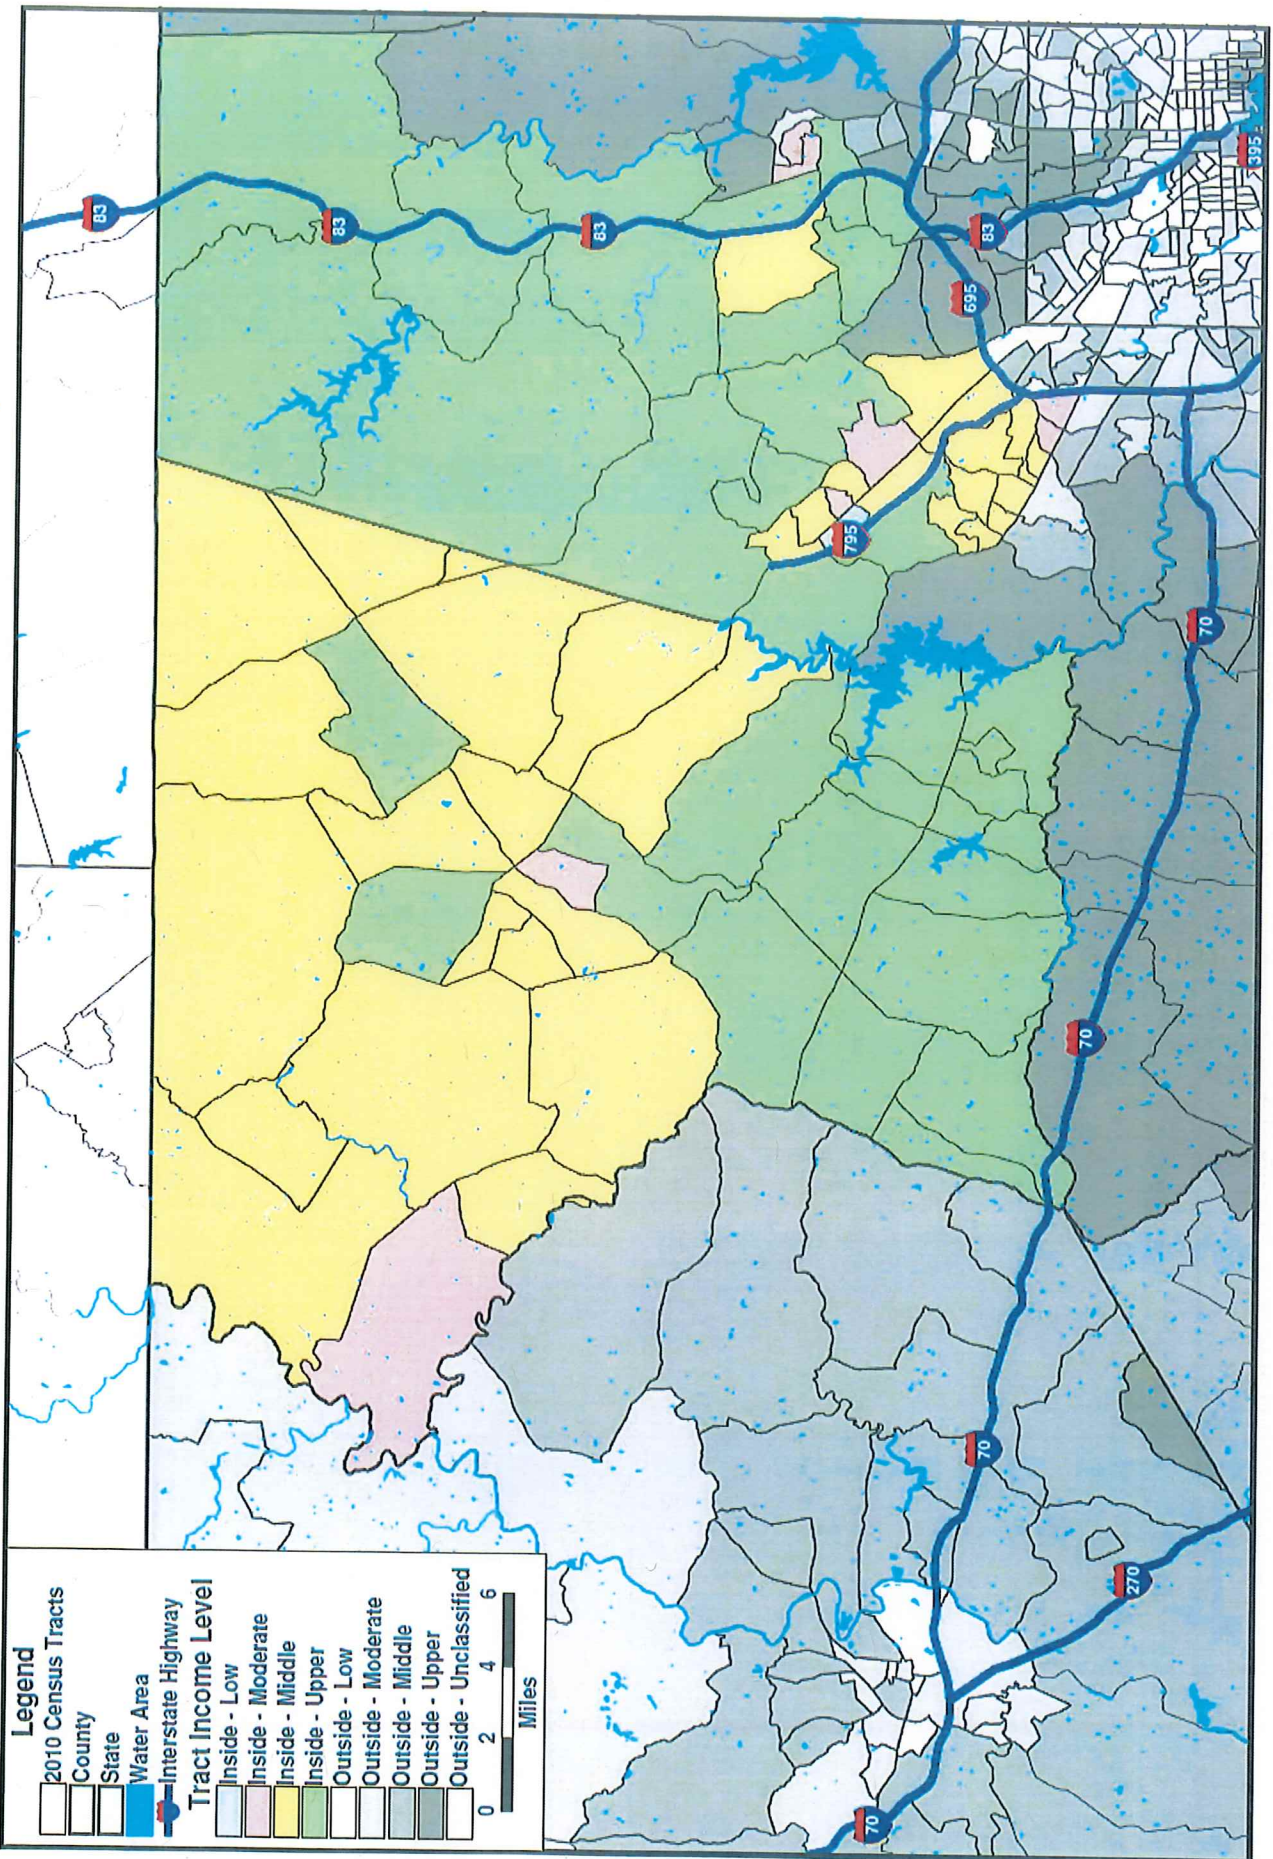 Legend
2010 Census Tracts
County
State
Water Area
Interstate Highway
Tract Income Level
Inside - Low
Inside - Moderate
Inside - Middle
Inside - Upper
Outside - Low
Outside - Moderate
Outside - Middle
Outside - Upper
Outside - Unclassified
0 2 4 6
Miles
83
83
83
83
395
695
795
70
70
70
70
270